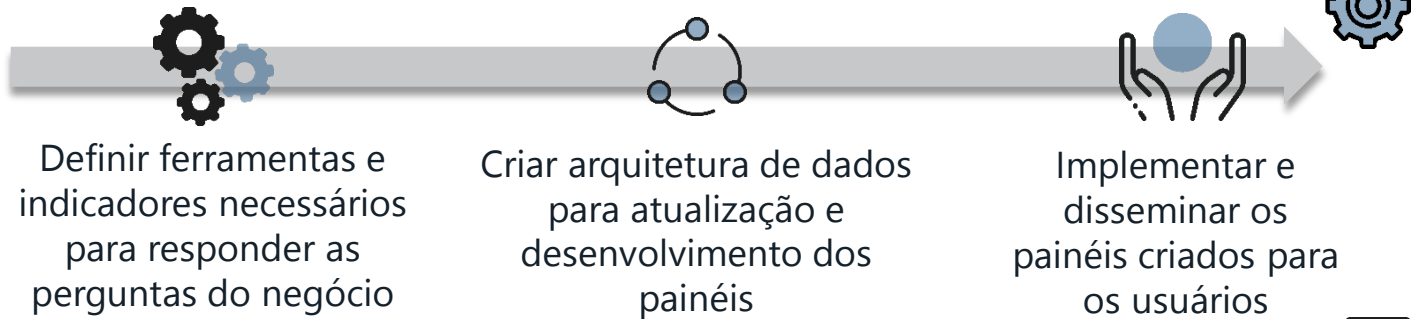 Definir ferramentas e
indicadores necessários
para responder as
perguntas do negócio
Criar arquitetura de dados
para atualização e
desenvolvimento dos
painéis
Implementar e
disseminar os
painéis criados para
os usuários